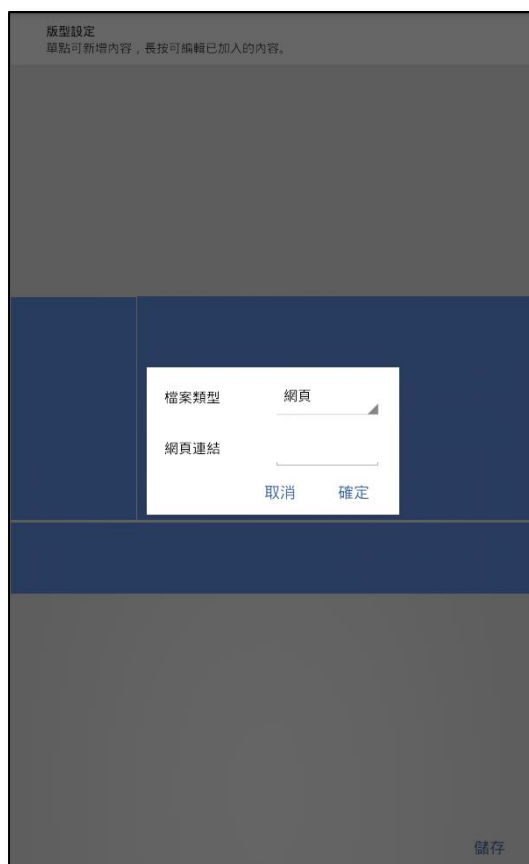 版型設定
單點可新增內容，長按可編輯已加入的內容。
檔案類型 網頁
網頁連結
取消 確定
儲存